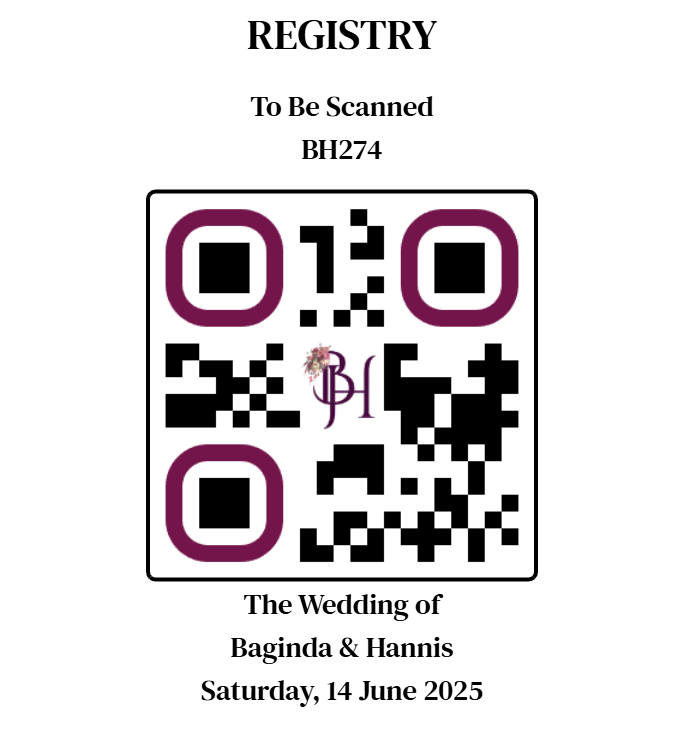 REGISTRY
To Be Scanned
BH274
BH
The Wedding of
Baginda & Hannis
Saturday, 14 June 2025